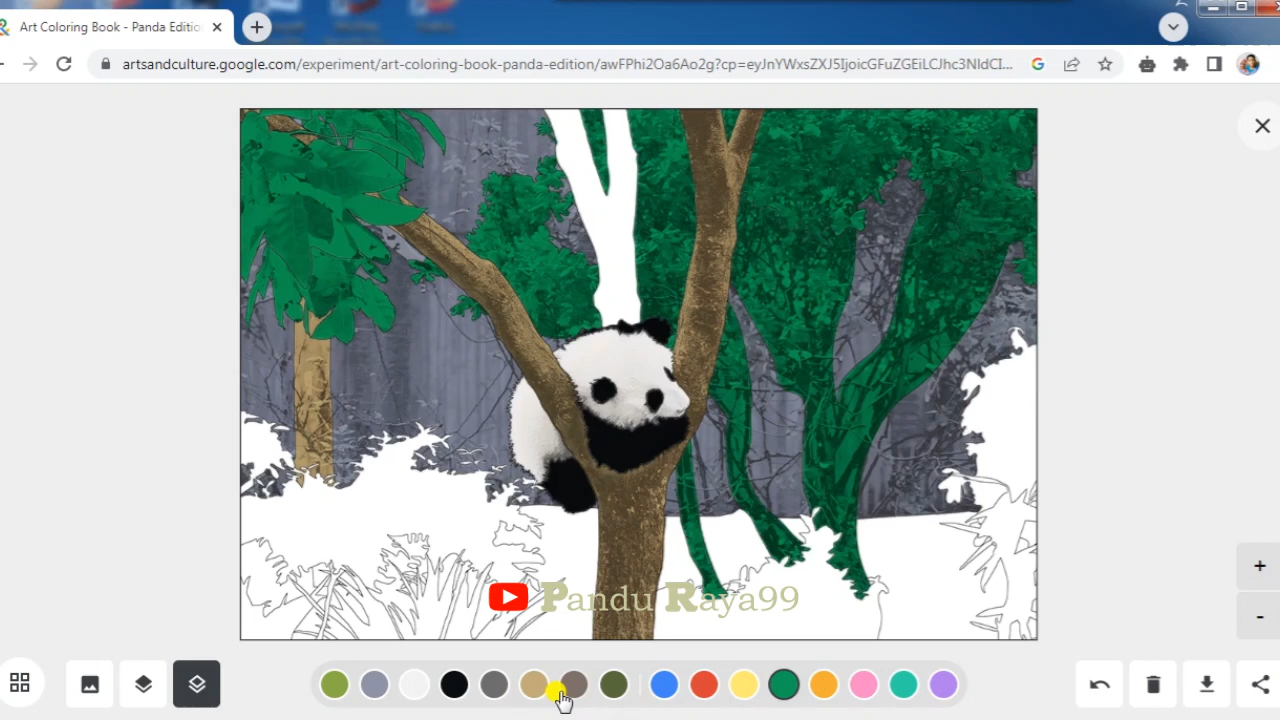 Art Coloring Book - Panda Editio
artsandculture.google.com/experiment/art-coloring-book-panda-edition/awFPhi2Oa6Ao2g?cp=eyJnYWxsZXJ5IjoicGFuZGEiLCJhc3NldCI...
Pandu Raya99